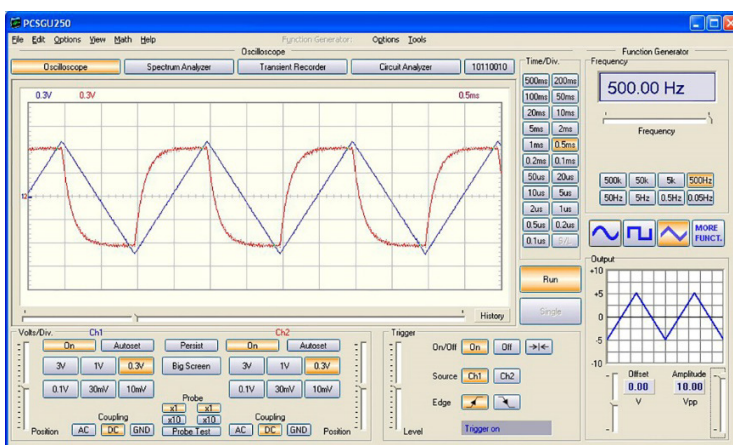 PCSGU250
File Edit Options View Math Help Function Generator: Options Tools
Oscilloscope
Oscilloscope Spectrum Analyzer Transient Recorder Circuit Analyzer 10110010
0.3V 0.3V 0.5ms
12
History
Time/Div.
500ms 200ms
100ms 50ms
20ms 10ms
5ms 2ms
1ms 0.5ms
0.2ms 0.1ms
50us 20us
10us 5us
2us 1us
0.5us 0.2us
0.1us
Run
Single
Function Generator
Frequency
500.00 Hz
Frequency
500k 50k 5k 500Hz
50Hz 5Hz 0.5Hz 0.05Hz
MORE
FUNCT.
Output
+10
+5
0
-5
-10
Offset Amplitude
0.00 10.00
V Vpp
Volts/Div. Ch1 Ch2
On Autoset Persist On Autoset
3V 1V 0.3V Big Screen 3V 1V 0.3V
0.1V 30mV 10mV Probe 0.1V 30mV 10mV
x1 x1
Coupling x10 x10 Coupling
Position AC DC GND Probe Test AC DC GND Position
Trigger
On/Off On Off
Source Ch1 Ch2
Edge
Level Trigger on